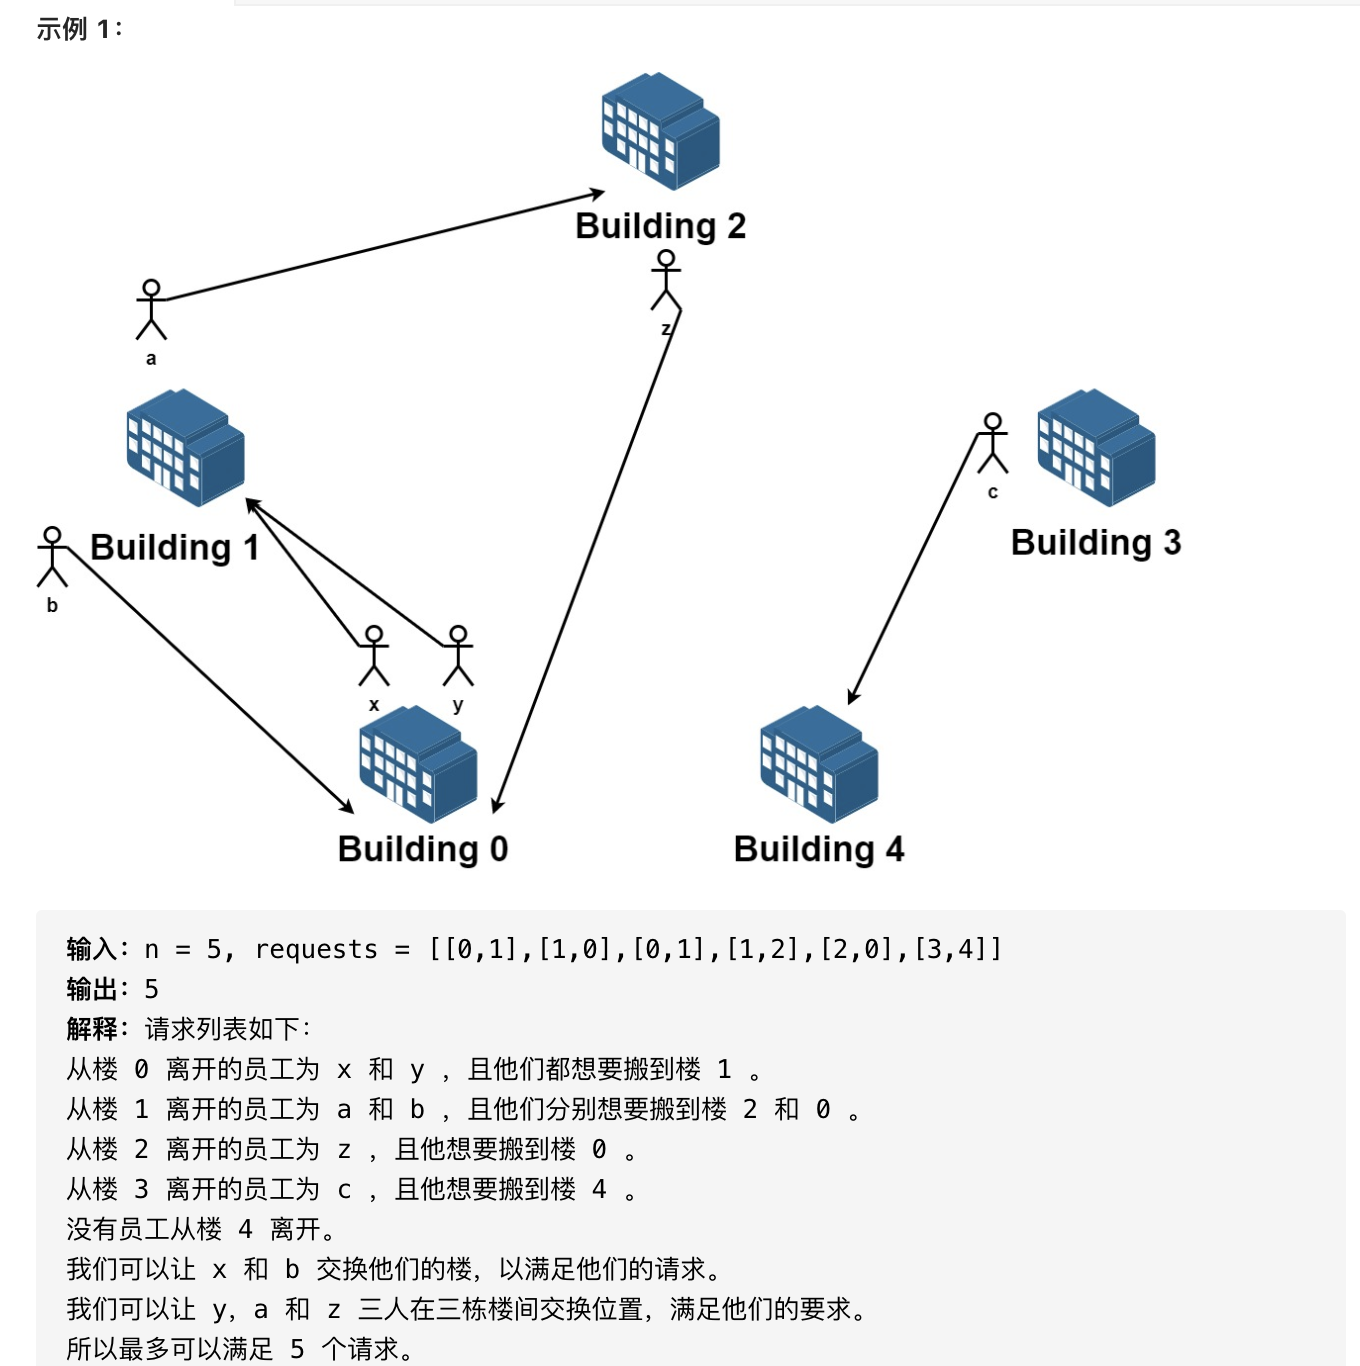 示例 1：
Building 2
a
z
c
Building 1
Building 3
b
x
y
Building 0
Building 4
输入：n = 5, requests = [[0,1],[1,0],[0,1],[1,2],[2,0],[3,4]]
输出：5
解释：请求列表如下：
从楼 0 离开的员工为 x 和 y ，且他们都想要搬到楼 1 。
从楼 1 离开的员工为 a 和 b ，且他们分别想要搬到楼 2 和 0 。
从楼 2 离开的员工为 z ，且他想要搬到楼 0 。
从楼 3 离开的员工为 c ，且他想要搬到楼 4 。
没有员工从楼 4 离开。
我们可以让 x 和 b 交换他们的楼，以满足他们的请求。
我们可以让 y，a 和 z 三人在三栋楼间交换位置，满足他们的要求。
所以最多可以满足 5 个请求。